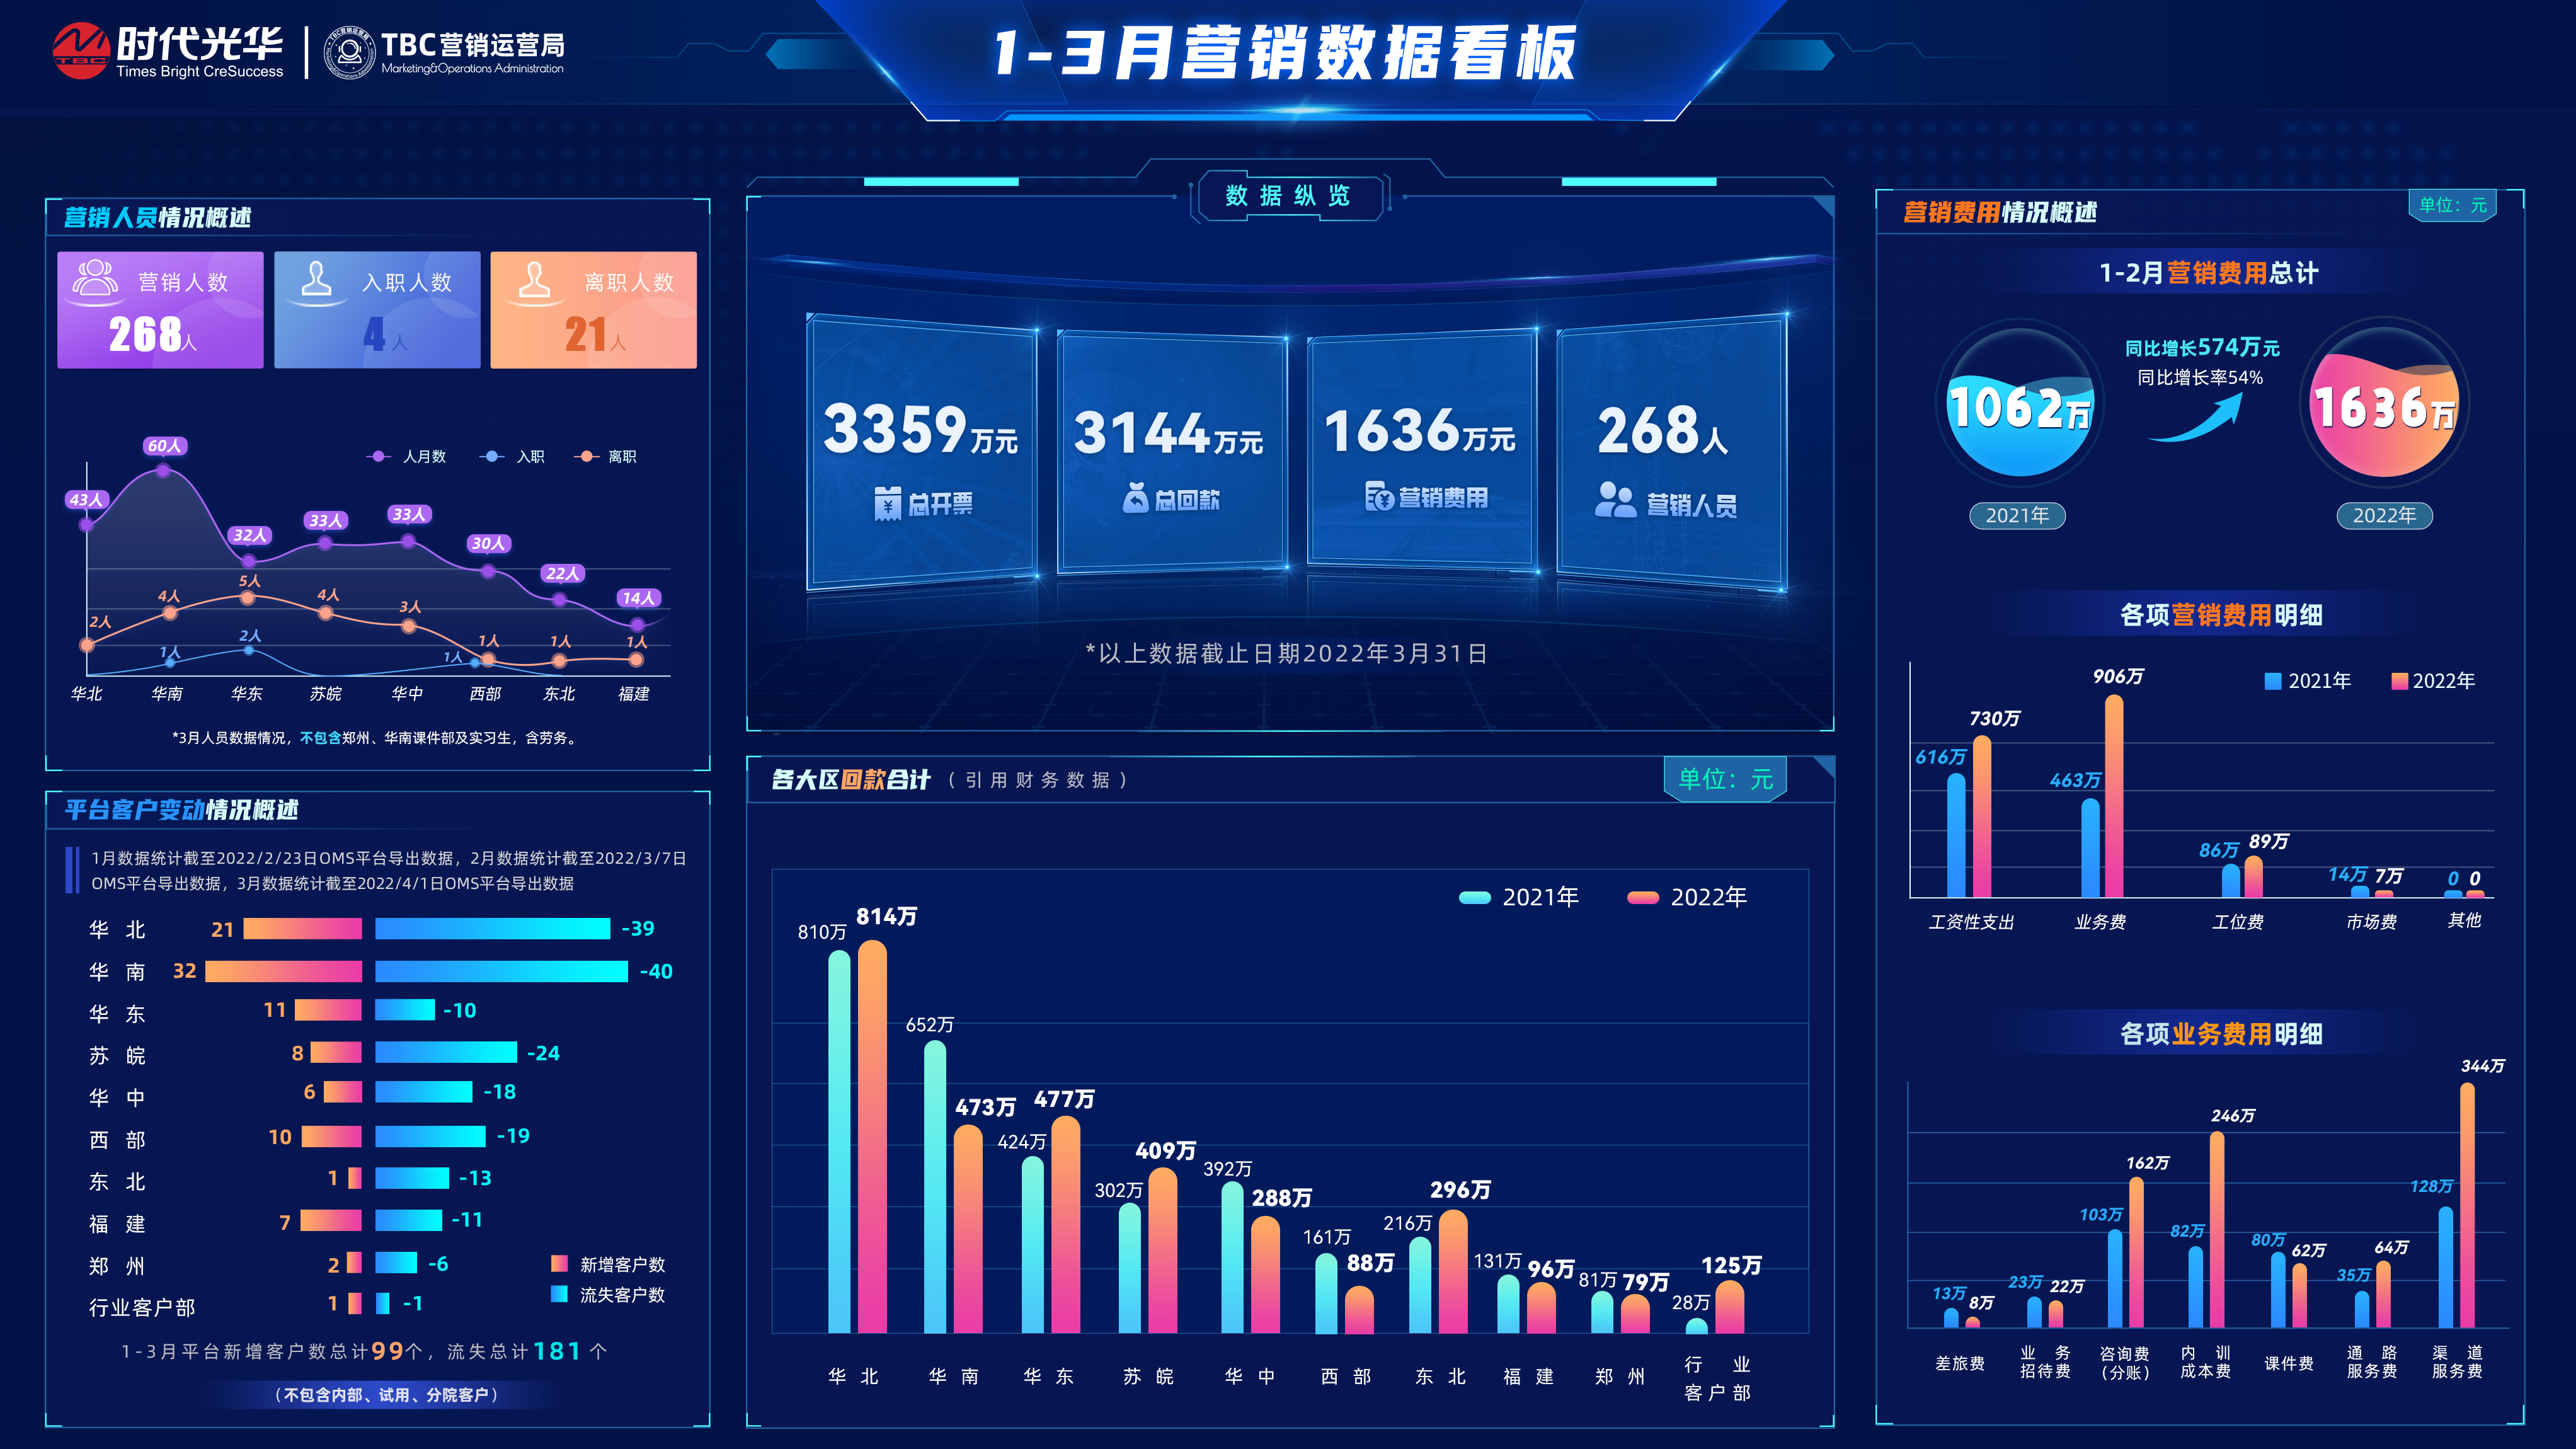 时代光华
Times Bright CreSuccess
TBC营销运营局
Marketing&Operations Administration
1-3月营销数据看板
营销人员情况概述
营销人数
268人
入职人数
4人
离职人数
21人
人月数 入职 离职
43人 60人 32人 33人 33人 30人 22人 14人
2人 4人 5人 4人 3人 1人 1人 1人
1人 2人 1人
华北 华南 华东 苏皖 华中 西部 东北 福建
*3月人员数据情况，不包含郑州、华南课件部及实习生，含劳务。
平台客户变动情况概述
1月数据统计截至2022/2/23日OMS平台导出数据，2月数据统计截至2022/3/7日
OMS平台导出数据，3月数据统计截至2022/4/1日OMS平台导出数据
华北 21 -39
华南 32 -40
华东 11 -10
苏皖 8 -24
华中 6 -18
西部 10 -19
东北 1 -13
福建 7 -11
郑州 2 -6
行业客户部 1 -1
新增客户数
流失客户数
1-3月平台新增客户数总计99个，流失总计181个
（不包含内部、试用、分院客户）
数据纵览
3359万元
总开票
3144万元
总回款
1636万元
营销费用
268人
营销人员
*以上数据截止日期2022年3月31日
各大区回款合计（引用财务数据）
单位：元
2021年 2022年
810万 814万
652万 473万
424万 477万
302万 409万
392万 288万
161万 88万
216万 296万
131万 96万
81万 79万
28万 125万
华北 华南 华东 苏皖 华中 西部 东北 福建 郑州 行业
客户部
营销费用情况概述
单位：元
1-2月营销费用总计
1062万
2021年
同比增长574万元
同比增长率54%
1636万
2022年
各项营销费用明细
2021年 2022年
616万 730万
463万 906万
86万 89万
14万 7万
0 0
工资性支出 业务费 工位费 市场费 其他
各项业务费用明细
13万 8万
23万 22万
103万 162万
82万 246万
80万 62万
35万 64万
128万 344万
差旅费
业务
招待费
咨询费
(分账)
内训
成本费
课件费
通路
服务费
渠道
服务费